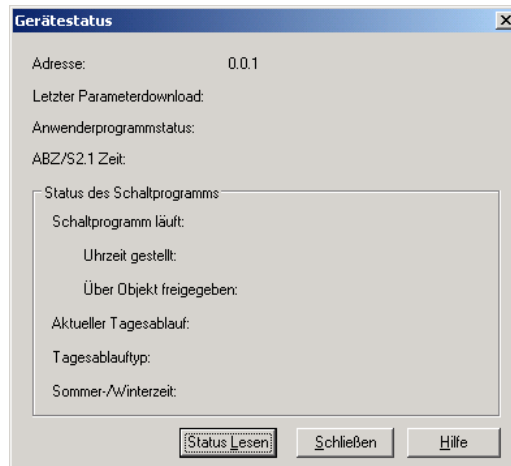 Gerätestatus
Adresse: 0.0.1
Letzter Parameterdownload:
Anwenderprogrammstatus:
ABZ/S2.1 Zeit:
Status des Schaltprogramms
Schaltprogramm läuft:
Uhrzeit gestellt:
Über Objekt freigegeben:
Aktueller Tagesablauf:
Tagesablauftyp:
Sommer-/Winterzeit:
Status Lesen Schließen Hilfe